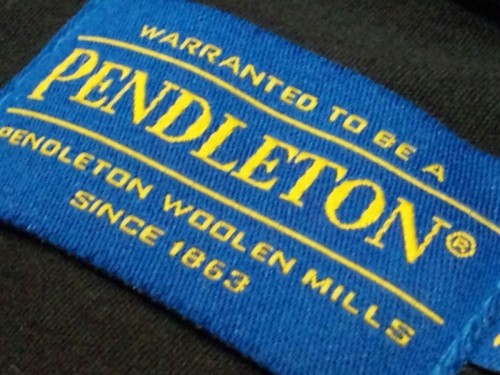 WARRANTED TO BE A
PENDLETON®
PENDLETON WOOLEN MILLS
SINCE 1863